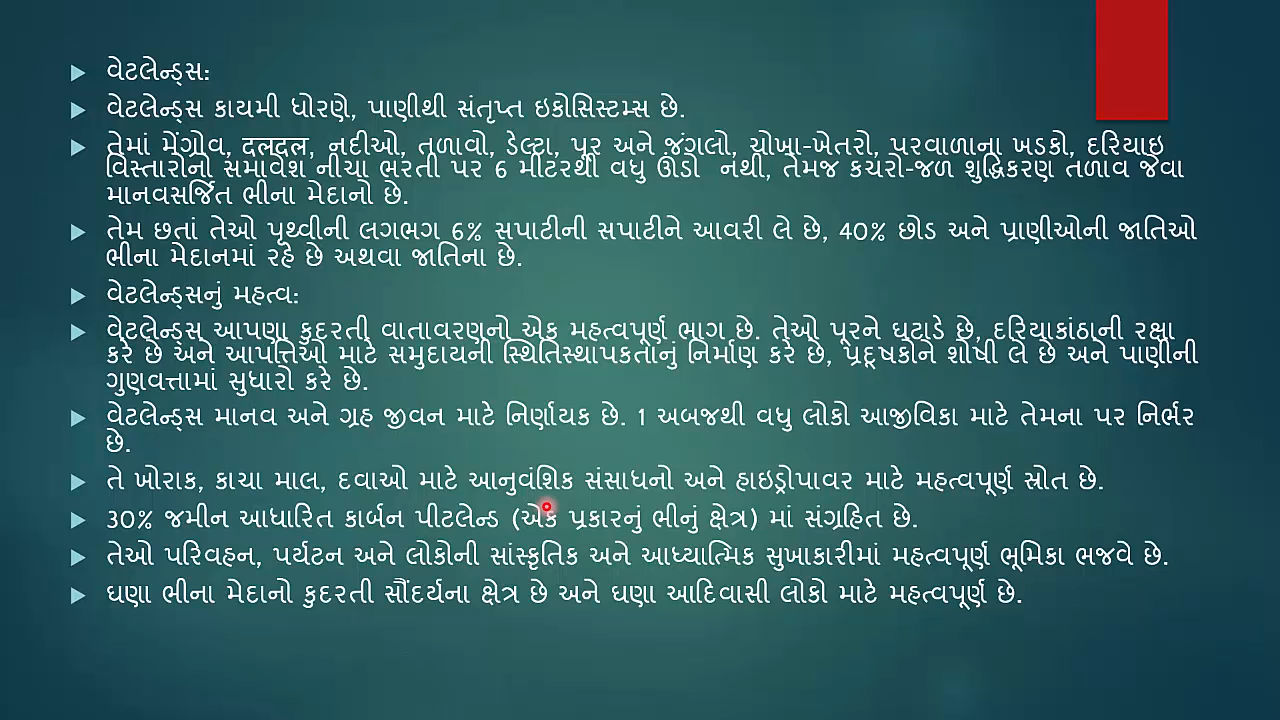 વેટલેન્ડ્સ:
વેટલેન્ડ્સ કાયમી ધોરણે, પાણીથી સંતૃપ્ત ઇકોસિસ્ટમ્સ છે.
તેમાં મેંગ્રોવ, દलદल, નદીઓ, તળાવો, ડેલ્ટા, પૂર અને જંગલો, ચોખા-ખેતરો, પરવાળાના ખડકો, દરિયાઇ
વિસ્તારોનો સમાવેશ નીચા ભરતી પર 6 મીટરથી વધુ ઊંડો નથી, તેમજ કચરો-જળ શુદ્ધિકરણ તળાવ જેવા
માનવસર્જિત ભીના મેદાનો છે.
તેમ છતાં તેઓ પૃથ્વીની લગભગ 6% સપાટીની સપાટીને આવરી લે છે, 40% છોડ અને પ્રાણીઓની જાતિઓ
ભીના મેદાનમાં રહે છે અથવા જાતિના છે.
વેટલેન્ડ્સનું મહત્વ:
વેટલેન્ડ્સ આપણા કુદરતી વાતાવરણનો એક મહત્વપૂર્ણ ભાગ છે. તેઓ પૂરને ઘટાડે છે, દરિયાકાંઠાની રક્ષા
કરે છે અને આપત્તિઓ માટે સમુદાયની સ્થિતિસ્થાપકતાનું નિર્માણ કરે છે, પ્રદૂષકોને શોષી લે છે અને પાણીની
ગુણવત્તામાં સુધારો કરે છે.
વેટલેન્ડ્સ માનવ અને ગ્રહ જીવન માટે નિર્ણાયક છે. 1 અબજથી વધુ લોકો આજીવિકા માટે તેમના પર નિર્ભર
છે.
તે ખોરાક, કાચા માલ, દવાઓ માટે આનુવંશિક સંસાધનો અને હાઇડ્રોપાવર માટે મહત્વપૂર્ણ સ્રોત છે.
30% જમીન આધારિત કાર્બન પીટલેન્ડ (એક પ્રકારનું ભીનું ક્ષેત્ર) માં સંગ્રહિત છે.
તેઓ પરિવહન, પર્યટન અને લોકોની સાંસ્કૃતિક અને આધ્યાત્મિક સુખાકારીમાં મહત્વપૂર્ણ ભૂમિકા ભજવે છે.
ઘણા ભીના મેદાનો કુદરતી સૌંદર્યના ક્ષેત્ર છે અને ઘણા આદિવાસી લોકો માટે મહત્વપૂર્ણ છે.